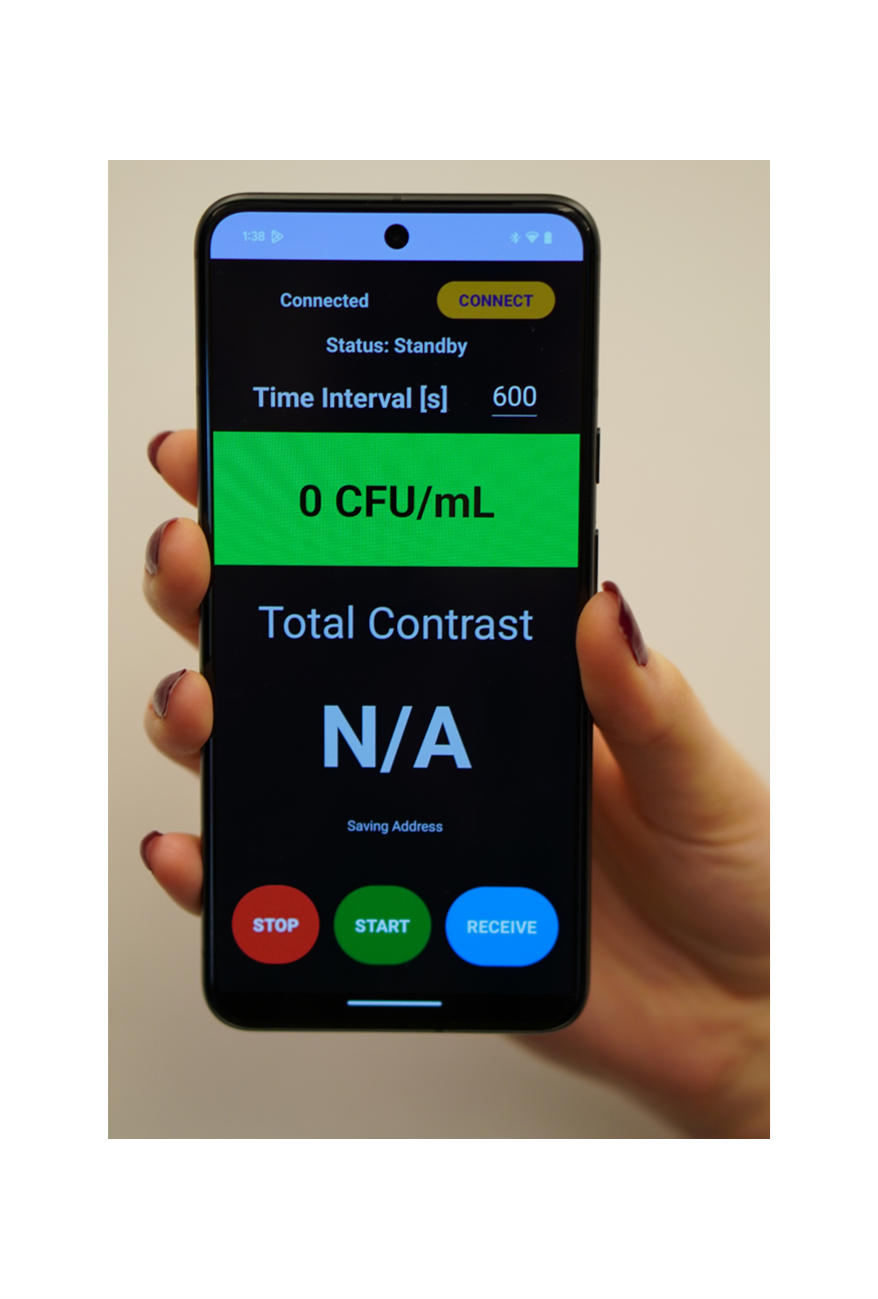 1:38
Connected CONNECT
Status: Standby
Time Interval [s] 600
0 CFU/mL
Total Contrast
N/A
Saving Address
STOP START RECEIVE